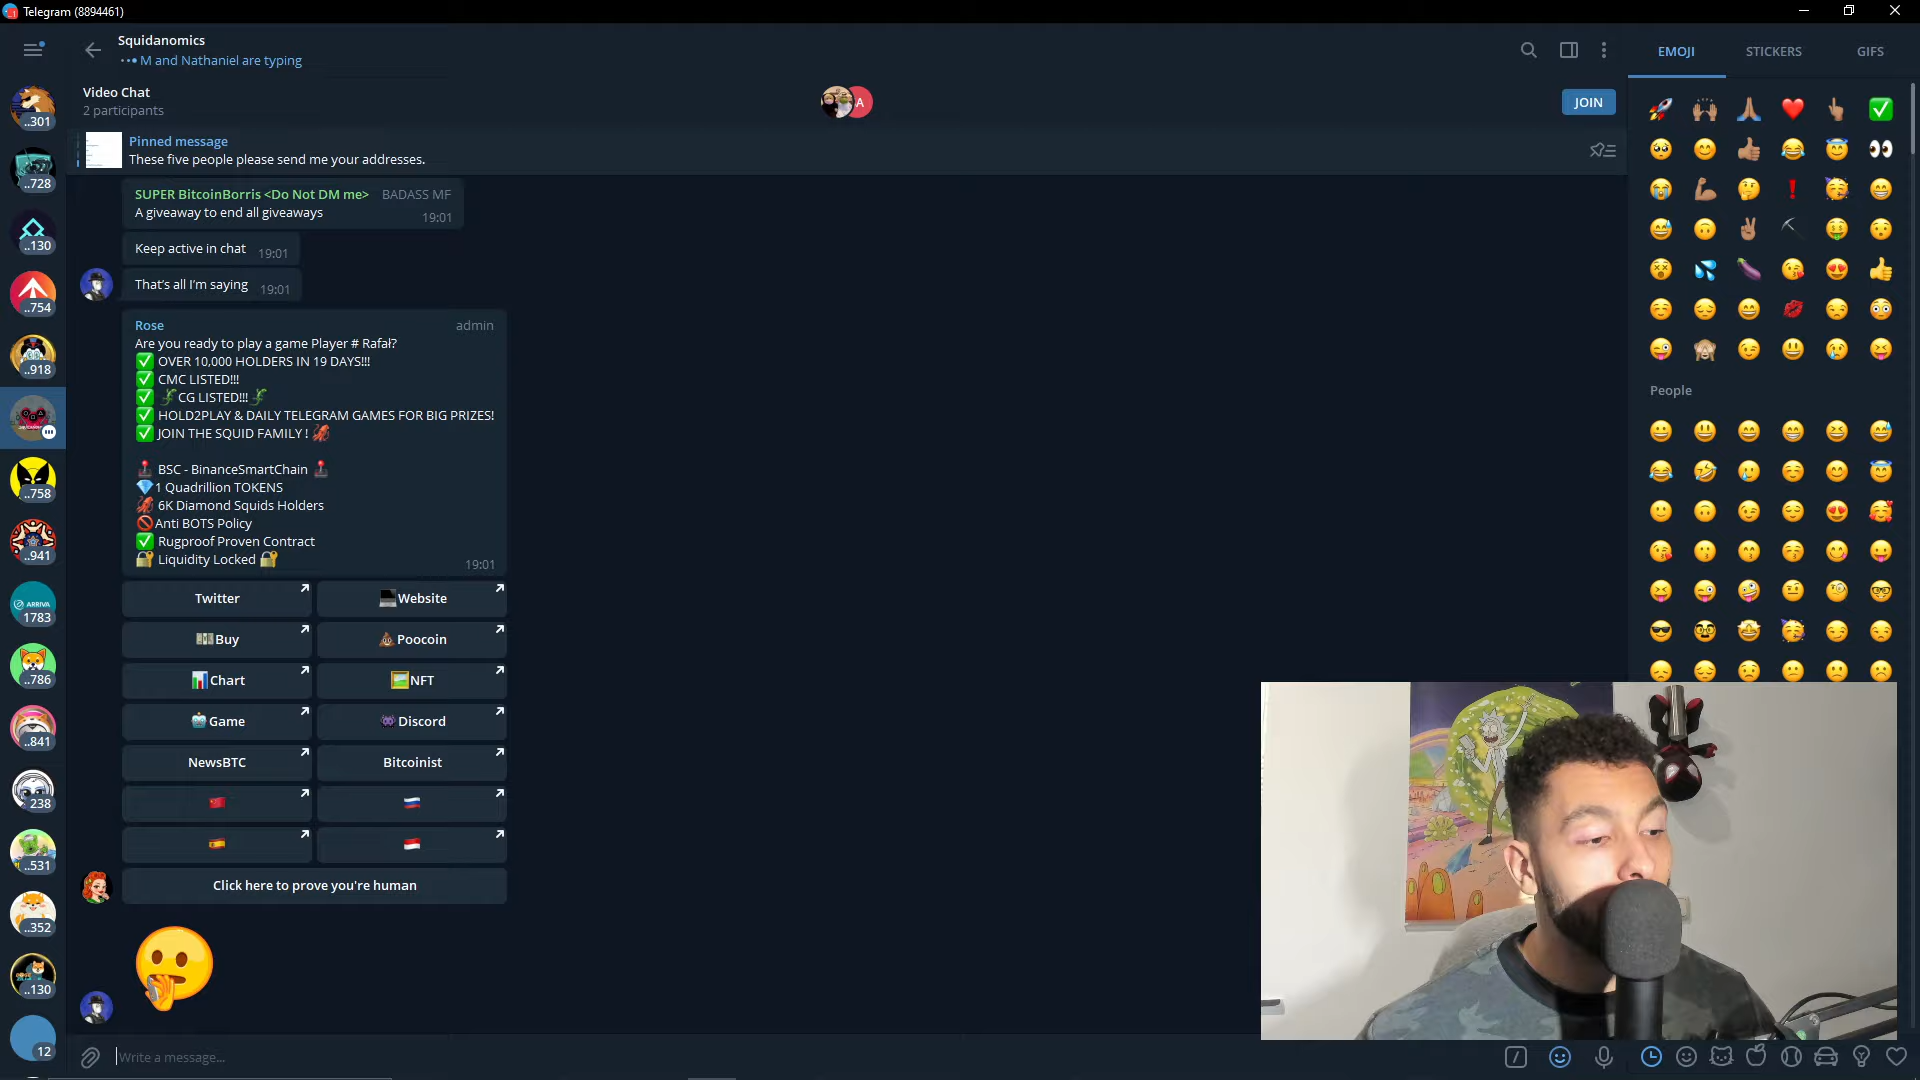 Telegram (8894461)
Squidanomics
M and Nathaniel are typing
Video Chat
2 participants
A
JOIN
Pinned message
These five people please send me your addresses.
SUPER BitcoinBorris <Do Not DM me> BADASS MF
A giveaway to end all giveaways
19:01
Keep active in chat 19:01
That's all I'm saying 19:01
Rose admin
Are you ready to play a game Player # Rafał?
✅ OVER 10,000 HOLDERS IN 19 DAYS!!!
✅ CMC LISTED!!!
✅ 🦎CG LISTED!!!🦎
✅ HOLD2PLAY & DAILY TELEGRAM GAMES FOR BIG PRIZES!
✅ JOIN THE SQUID FAMILY ! 🦑
🕹 BSC - BinanceSmartChain 🕹
💎1 Quadrillion TOKENS
🦑 6K Diamond Squids Holders
🚫Anti BOTS Policy
✅ Rugproof Proven Contract
🔐 Liquidity Locked 🔐
19:01
Twitter
Website
Buy
Poocoin
Chart
NFT
Game
Discord
NewsBTC
Bitcoinist
Click here to prove you're human
Write a message...
..301
..728
..130
..754
..918
..758
..941
ARRIVA
1783
..786
..841
238
..531
..352
..130
12
EMOJI
STICKERS
GIFS
People